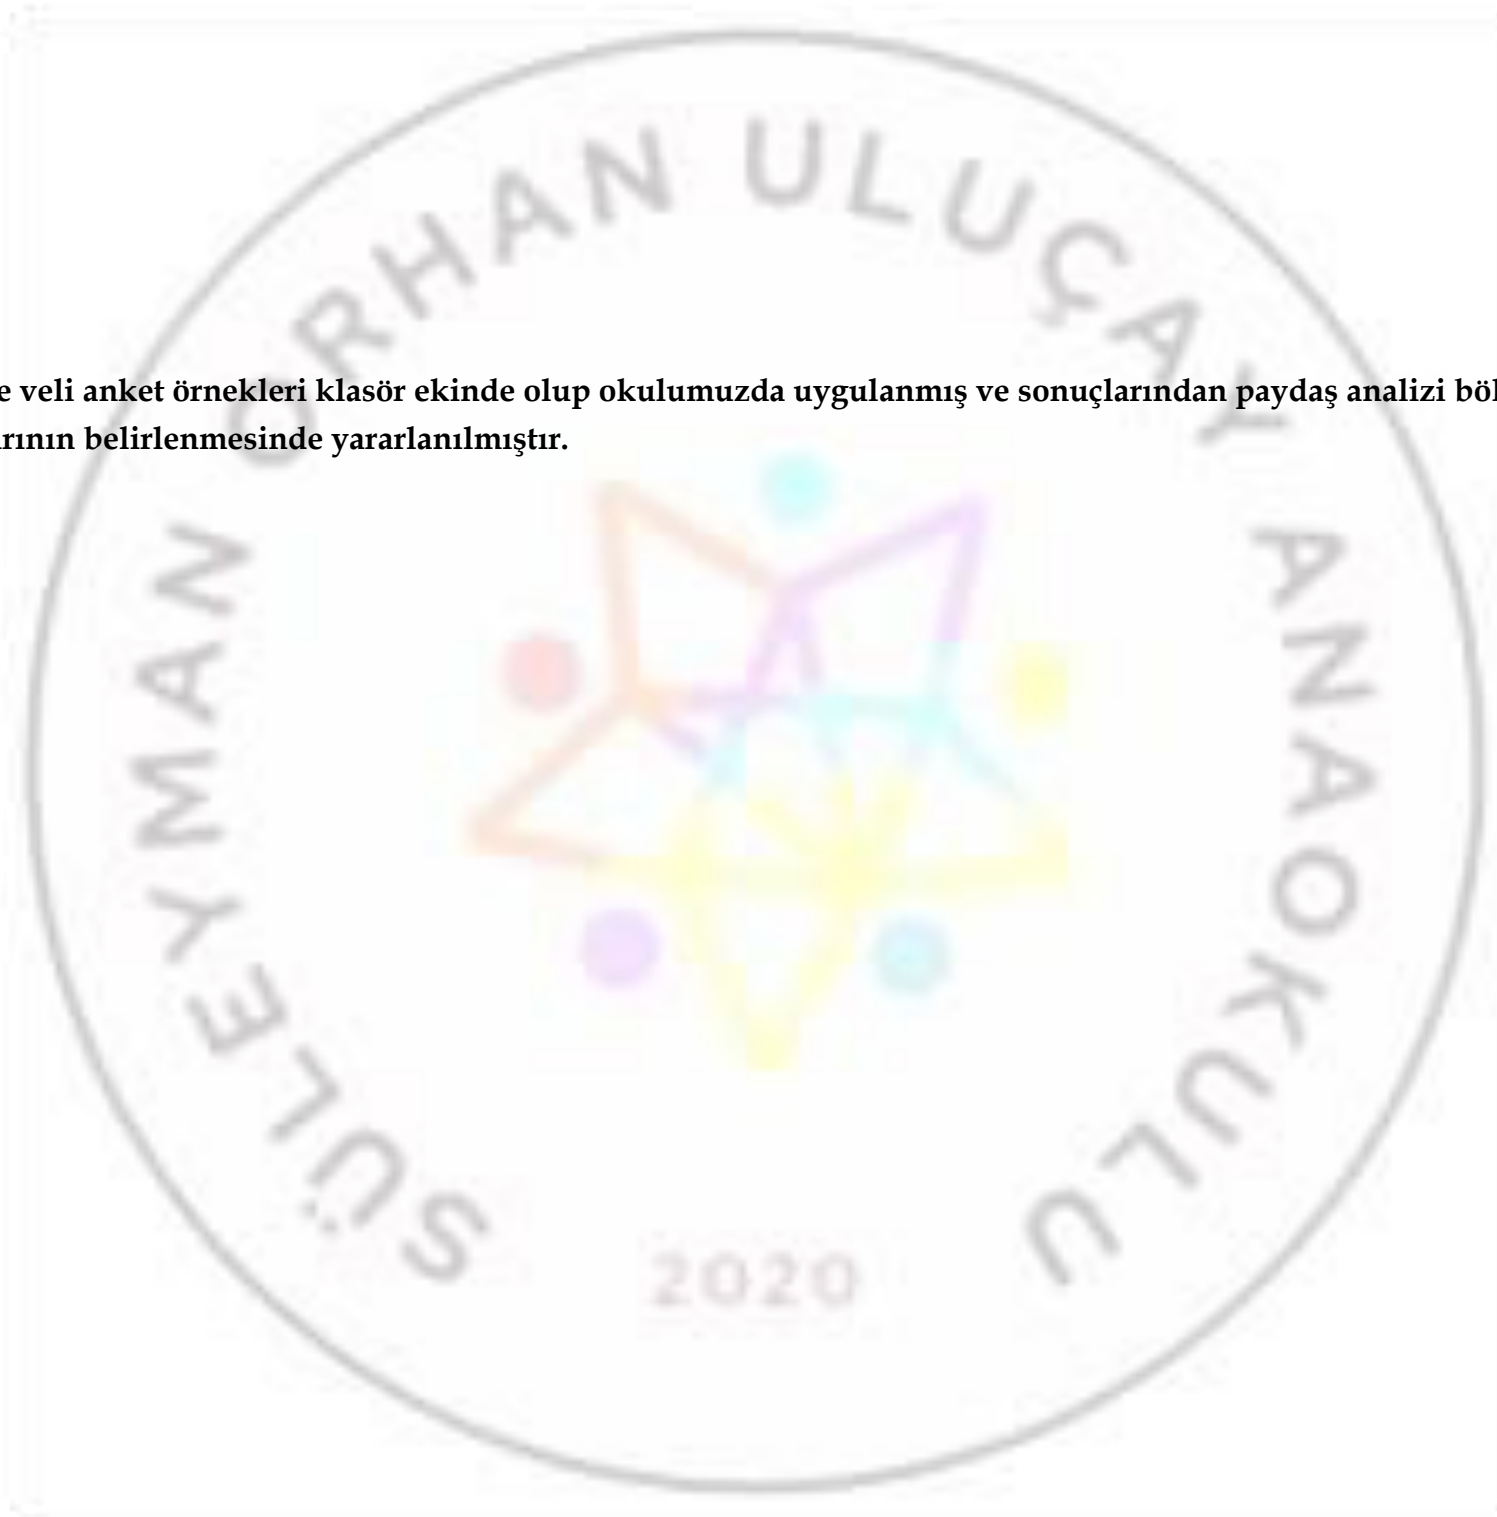 SÜLEYMAN ORHAN ULUÇAY ANAOKULU
e veli anket örnekleri klasör ekinde olup okulumuzda uygulanmış ve sonuçlarından paydaş analizi böl
rının belirlenmesinde yararlanılmıştır.
2020